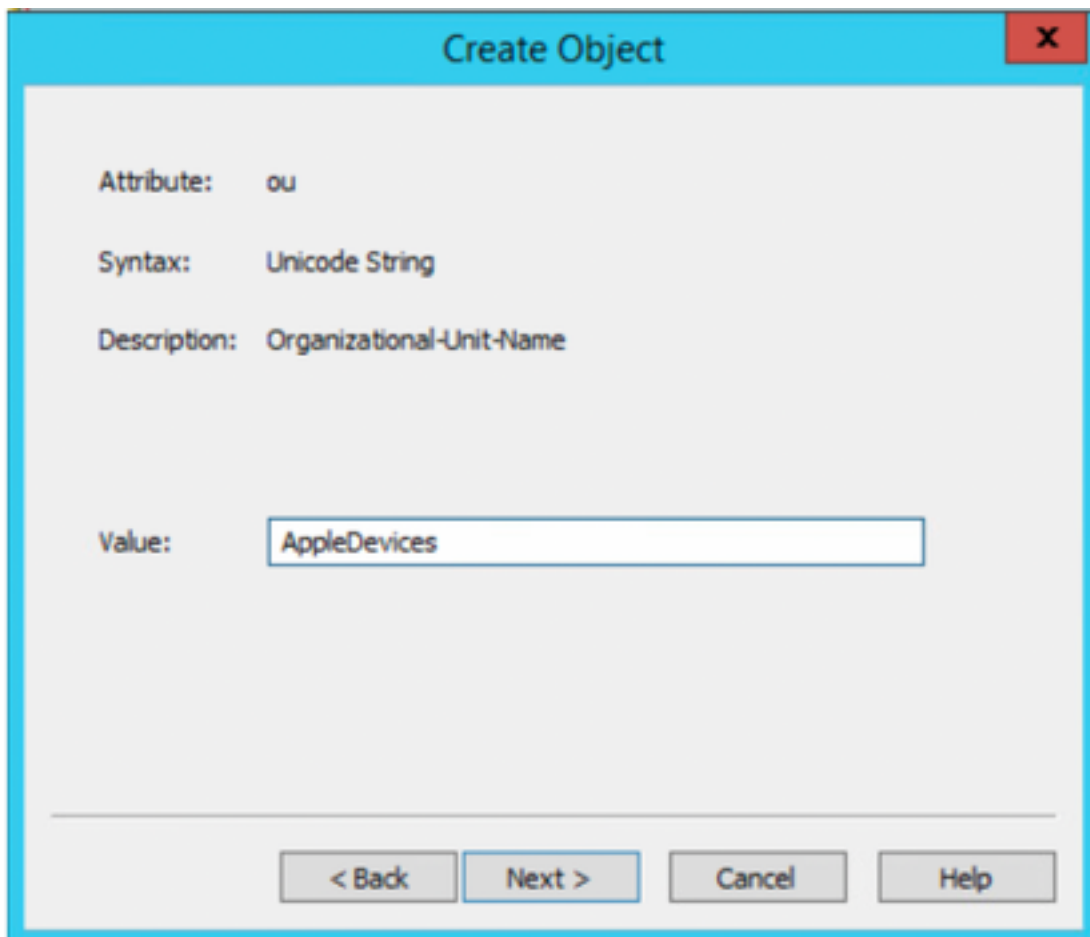 Create Object
x
Attribute: ou
Syntax: Unicode String
Description: Organizational-Unit-Name
Value: AppleDevices
< Back Next > Cancel Help